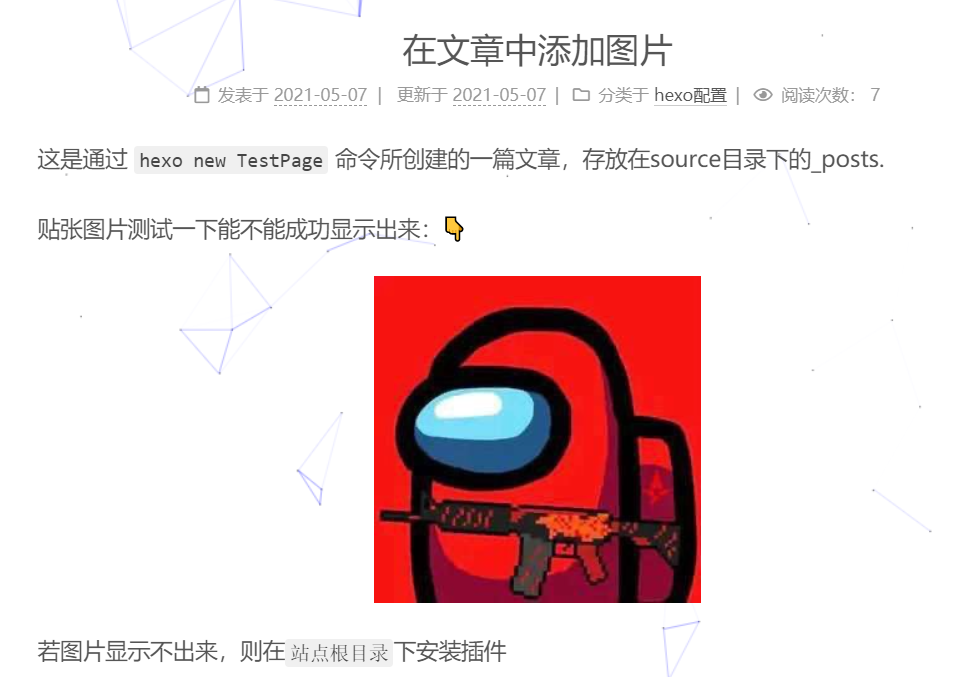 在文章中添加图片
发表于 2021-05-07 | 更新于 2021-05-07 | 分类于 hexo配置 | 阅读次数： 7
这是通过 hexo new TestPage 命令所创建的一篇文章，存放在source目录下的_posts.
贴张图片测试一下能不能成功显示出来：👇
若图片显示不出来，则在站点根目录下安装插件